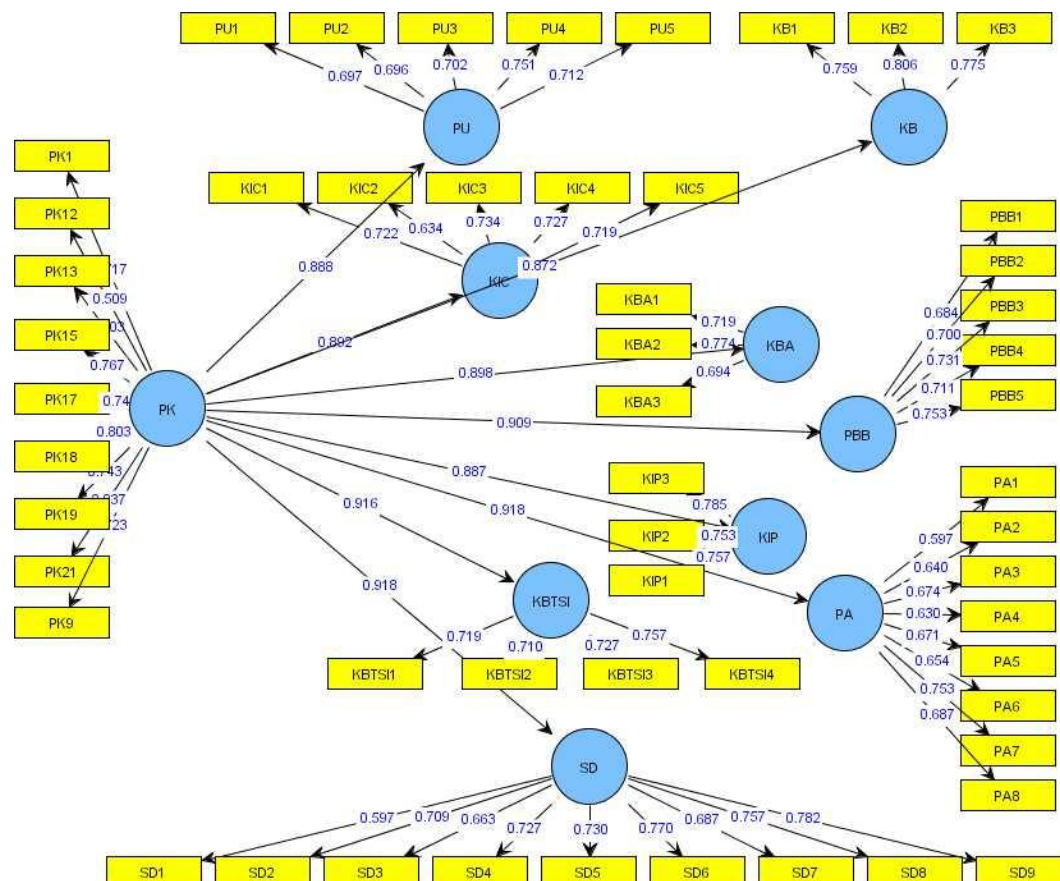 PU1 PU2 PU3 PU4 PU5 KB1 KB2 KB3
0.697 0.696 0.702 0.751 0.712 0.759 0.806 0.775
PU KB
PK1
KIC1 KIC2 KIC3 KIC4 KIC5
PK12 PBB1
0.722 0.634 0.734 0.727 0.719
PK13 0.888 KIC 0.872 PBB2
0.509
KBA1 PBB3
0.719 0.684
PK15 0.892 KBA2 0.774 KBA 0.700 PBB4
0.767 0.898 0.694 0.731
PK17 PK KBA3 0.711 PBB5
0.909 PBB 0.753
PK18 0.803
0.887 KIP3 PA1
0.916 0.918 0.785
PK19 KIP2 0.753 KIP PA2
0.757 0.597
PK21 KIP1 0.640 PA3
0.918 KBTSI PA 0.674
PK9 0.630 PA4
0.719 0.710 0.727 0.757 0.671 PA5
KBTSI1 KBTSI2 KBTSI3 KBTSI4 0.654
0.753 PA6
0.687 PA7
SD PA8
0.597 0.709 0.663 0.727 0.730 0.770 0.687 0.757 0.782
SD1 SD2 SD3 SD4 SD5 SD6 SD7 SD8 SD9